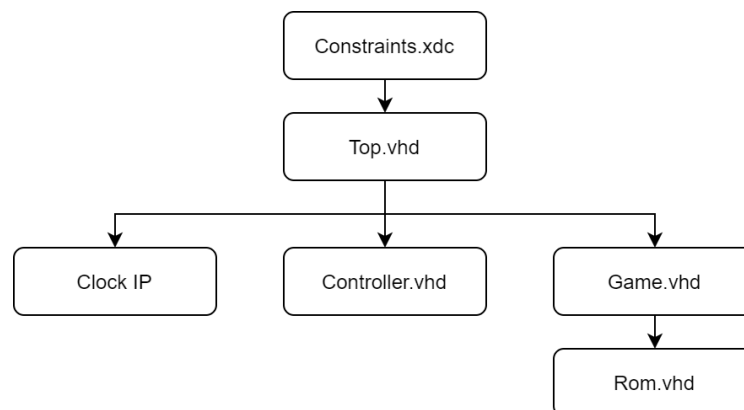 Constraints.xdc
Top.vhd
Clock IP
Controller.vhd
Game.vhd
Rom.vhd